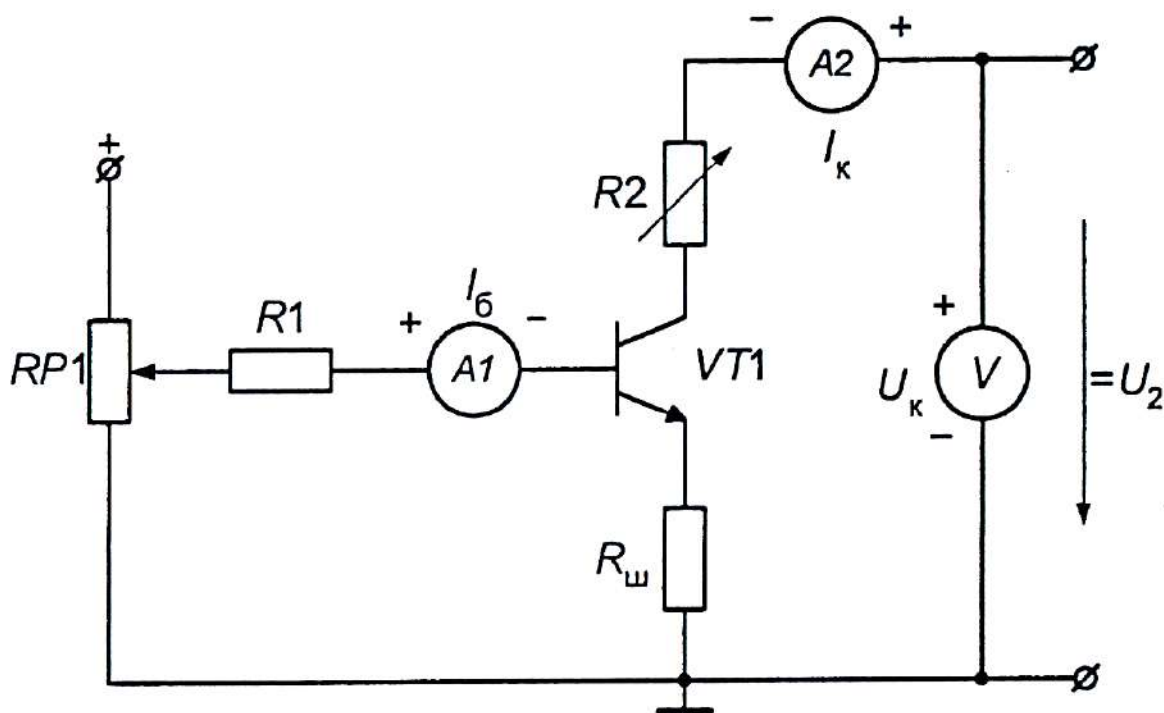 − A2 +
Iк
+
R2
Iб
R1
+ A1 −
RP1
VT1
+
Uк V
−
=U2
Rш